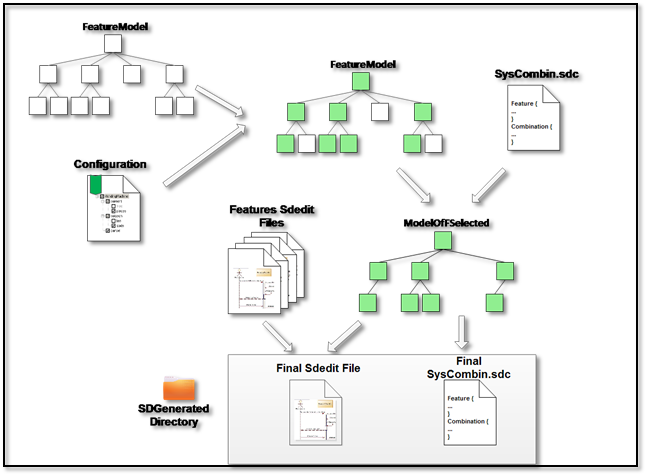 FeatureModel
FeatureModel
SysCombin.sdc
Feature {
...
}
Combination {
...
}
Configuration
Features Sdedit
Files
ModelOfFSelected
Final Sdedit File
Final
SysCombin.sdc
Feature {
...
}
Combination {
...
}
SDGenerated
Directory